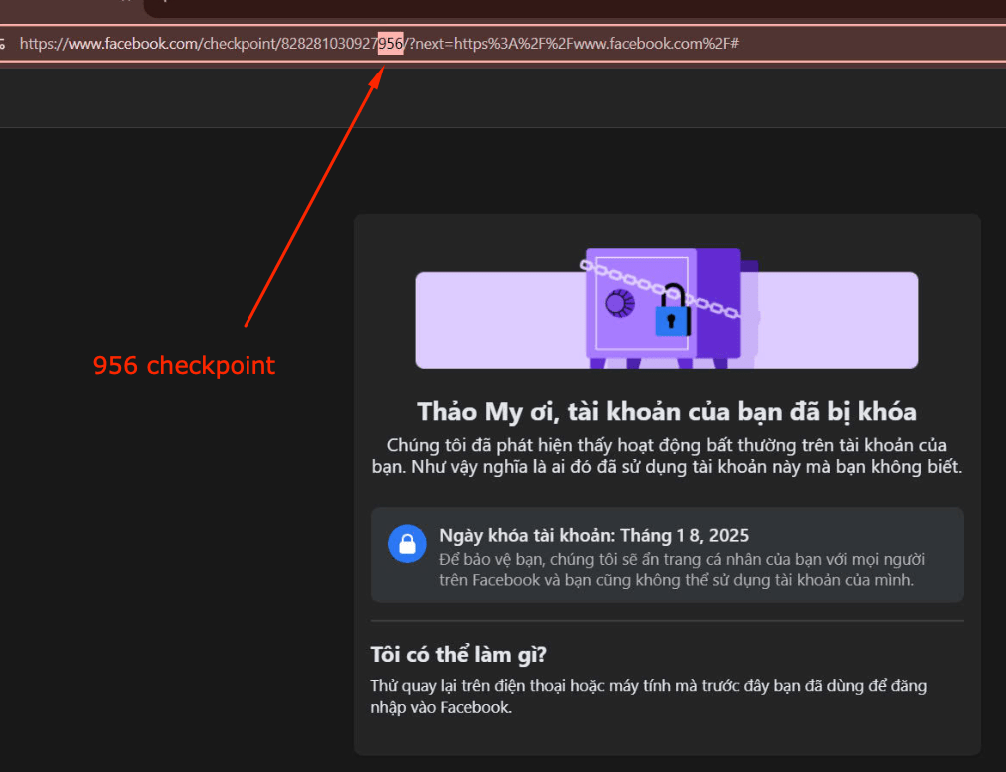 https://www.facebook.com/checkpoint/828281030927956/?next=https%3A%2F%2Fwww.facebook.com%2F#
956 checkpoint
Thảo My ơi, tài khoản của bạn đã bị khóa
Chúng tôi đã phát hiện thấy hoạt động bất thường trên tài khoản của
bạn. Như vậy nghĩa là ai đó đã sử dụng tài khoản này mà bạn không biết.
Ngày khóa tài khoản: Tháng 1 8, 2025
Để bảo vệ bạn, chúng tôi sẽ ẩn trang cá nhân của bạn với mọi người
trên Facebook và bạn cũng không thể sử dụng tài khoản của mình.
Tôi có thể làm gì?
Thử quay lại trên điện thoại hoặc máy tính mà trước đây bạn đã dùng để đăng
nhập vào Facebook.